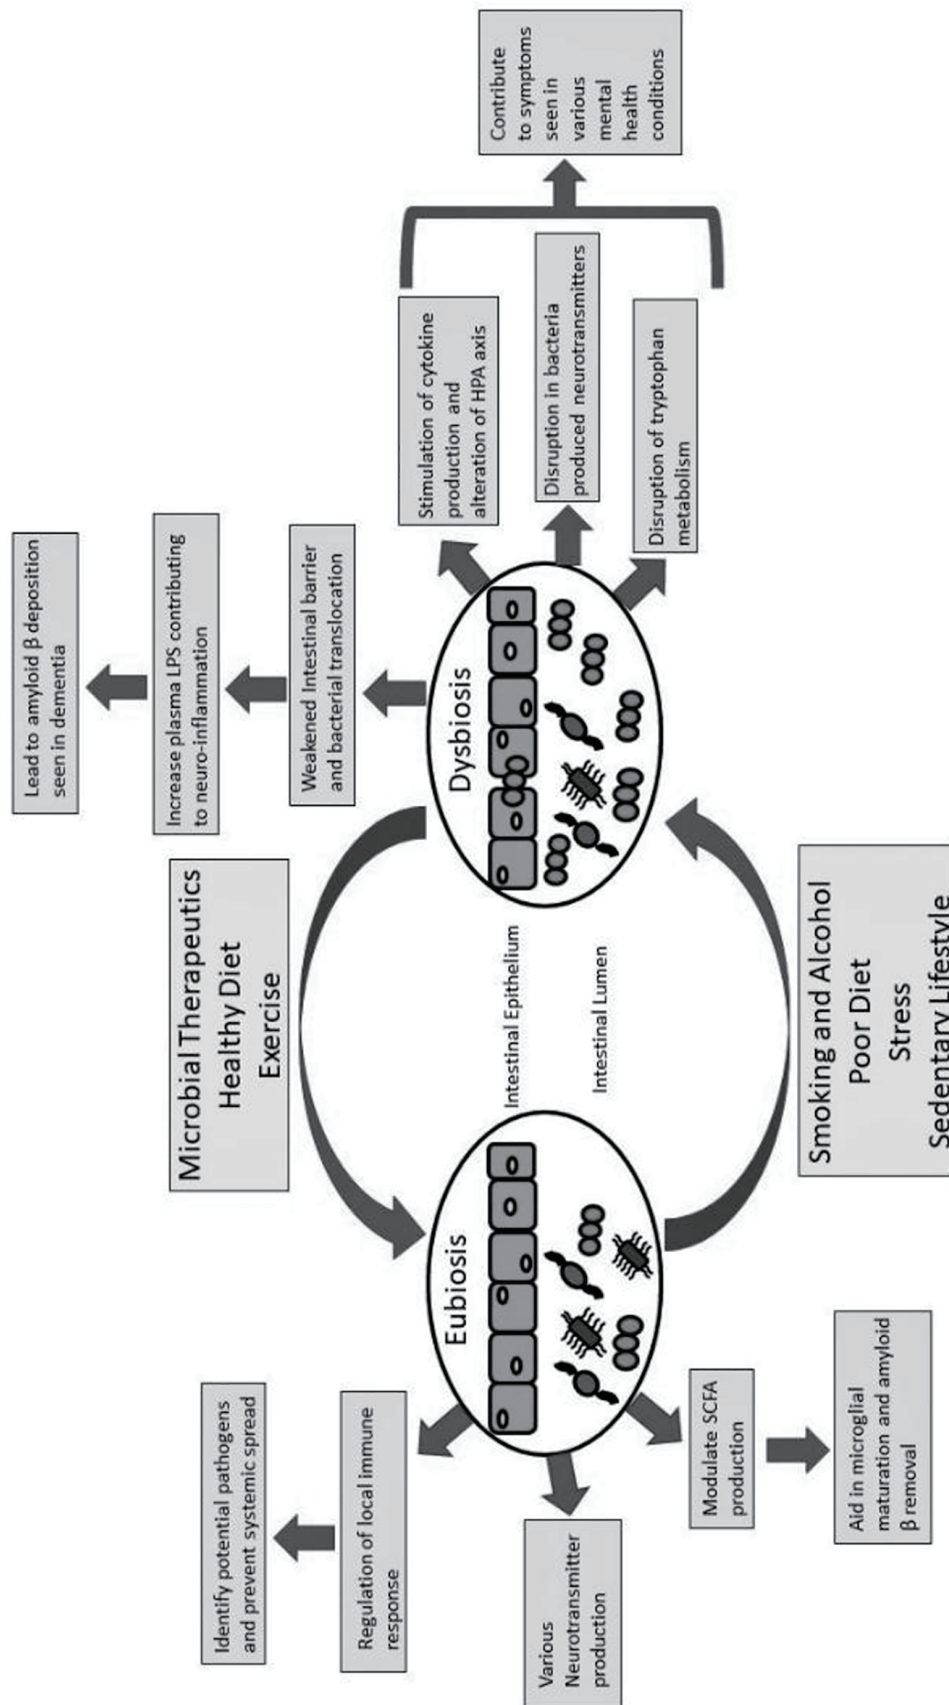 Identify potential pathogens
and prevent systemic spread
Regulation of local immune
response
Various
Neurotransmitter
production
Modulate SCFA
production
Aid in microglial
maturation and amyloid
β removal
Eubiosis
Microbial Therapeutics
Healthy Diet
Exercise
Intestinal Epithelium
Intestinal Lumen
Smoking and Alcohol
Poor Diet
Stress
Sedentary Lifestyle
Dysbiosis
Lead to amyloid β deposition
seen in dementia
Increase plasma LPS contributing
to neuro-inflammation
Weakened Intestinal barrier
and bacterial translocation
Stimulation of cytokine
production and
alteration of HPA axis
Disruption in bacteria
produced neurotransmitters
Disruption of tryptophan
metabolism
Contribute
to symptoms
seen in
various
mental
health
conditions